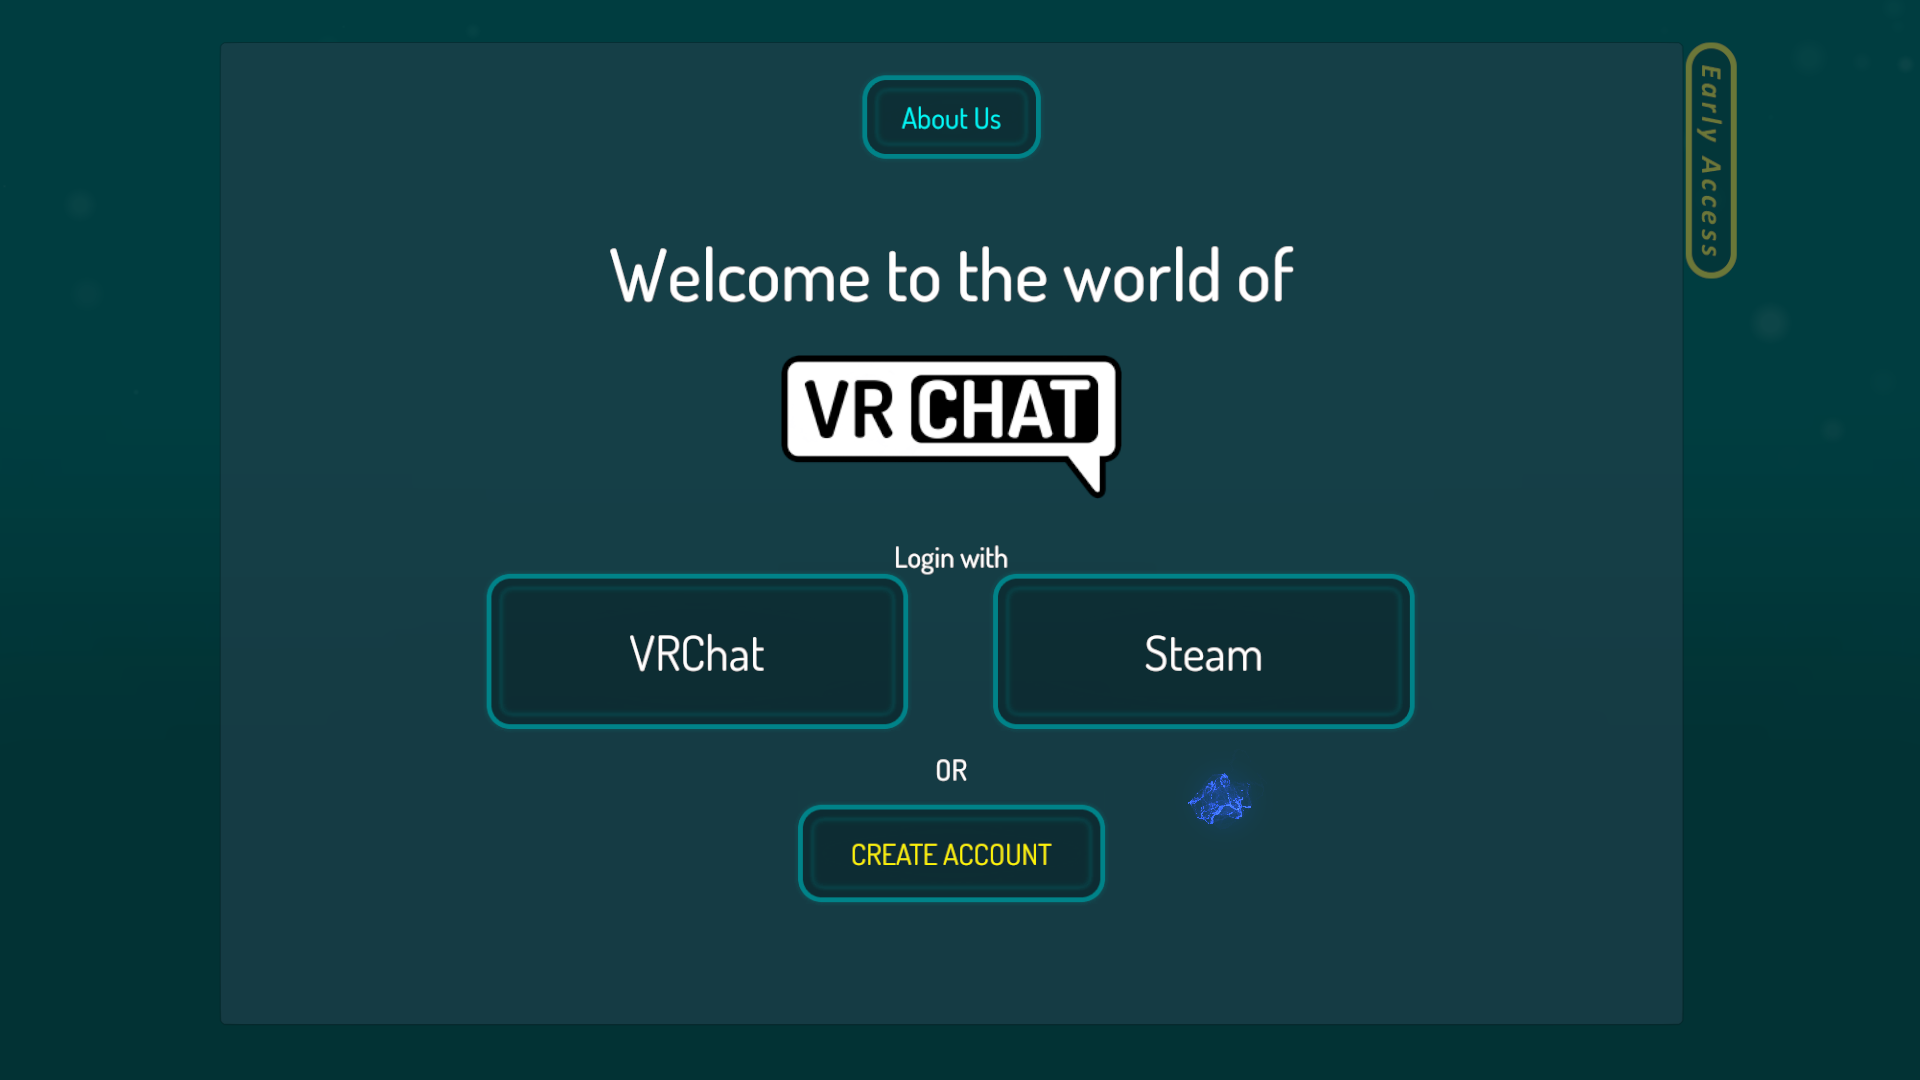 About Us
Early Access
Welcome to the world of
VR CHAT
Login with
VRChat
Steam
OR
CREATE ACCOUNT